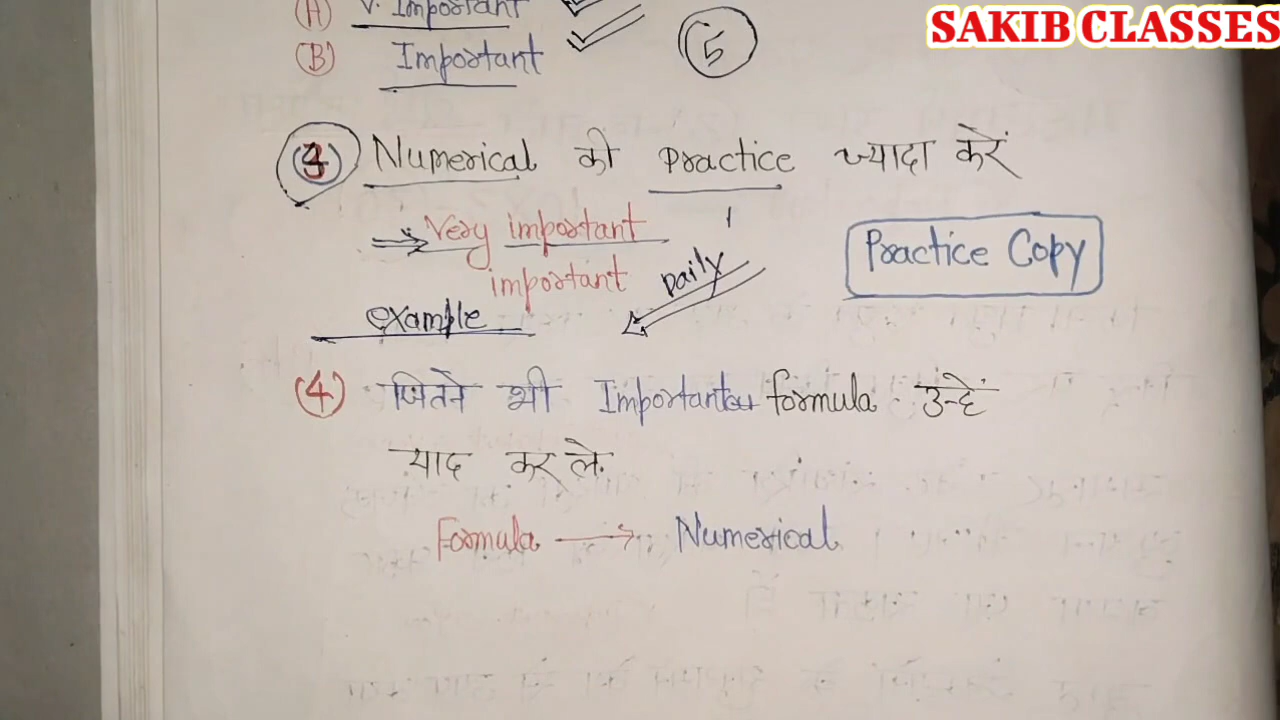 SAKIB CLASSES
(A) V. Important
(B) Important
5
(3) Numerical की Practice ज्यादा करें
Very important
important
Daily
Practice Copy
example
(4) जितने भी Important formula उन्हें
याद कर लें
Formula → Numerical